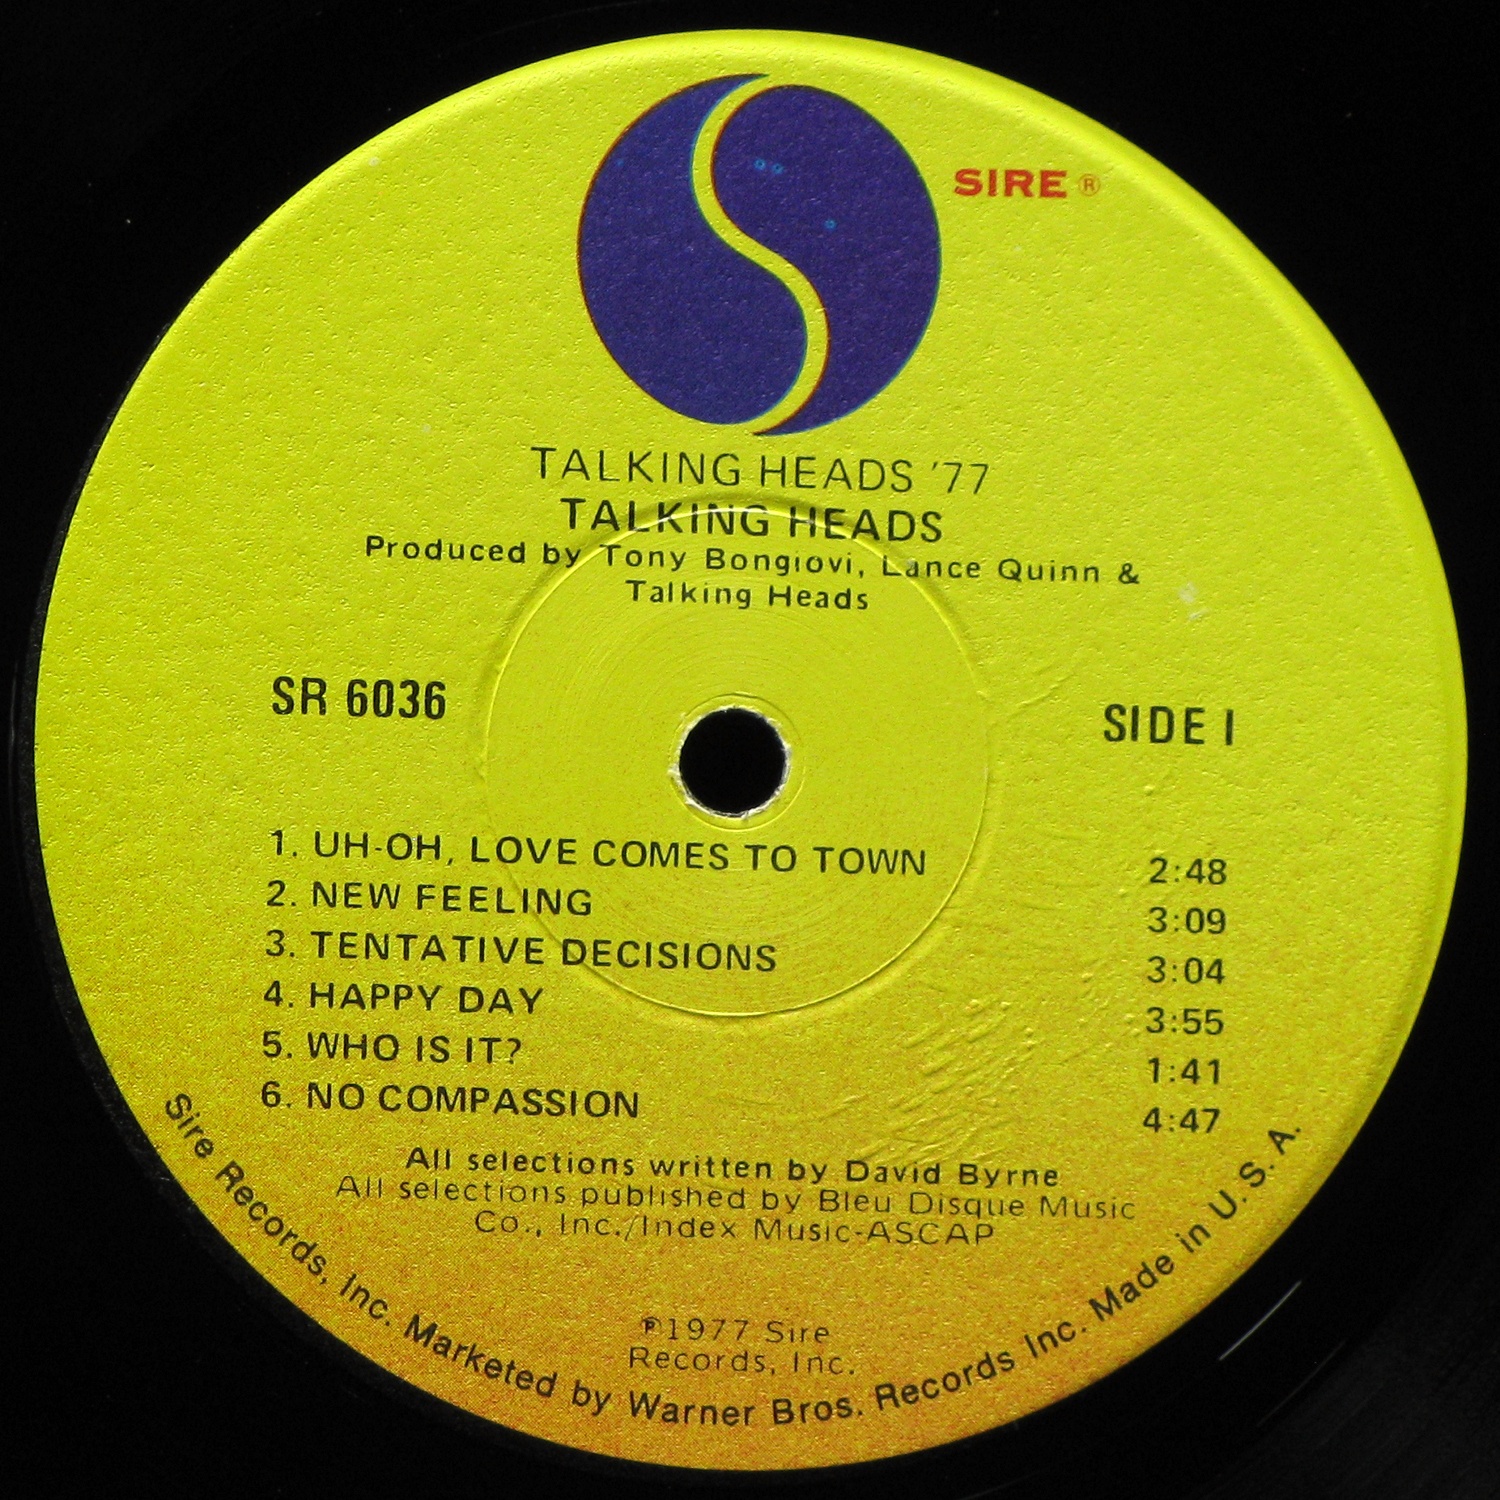 SIRE ®
TALKING HEADS '77
TALKING HEADS
Produced by Tony Bongiovi, Lance Quinn &
Talking Heads
SR 6036
SIDE 1
1. UH-OH, LOVE COMES TO TOWN 2:48
2. NEW FEELING 3:09
3. TENTATIVE DECISIONS 3:04
4. HAPPY DAY 3:55
5. WHO IS IT? 1:41
6. NO COMPASSION 4:47
All selections written by David Byrne
All selections published by Bleu Disque Music
Co., Inc./Index Music-ASCAP
℗1977 Sire
Records, Inc.
Sire Records, Inc. Marketed by Warner Bros. Records Inc. Made in U. S. A.